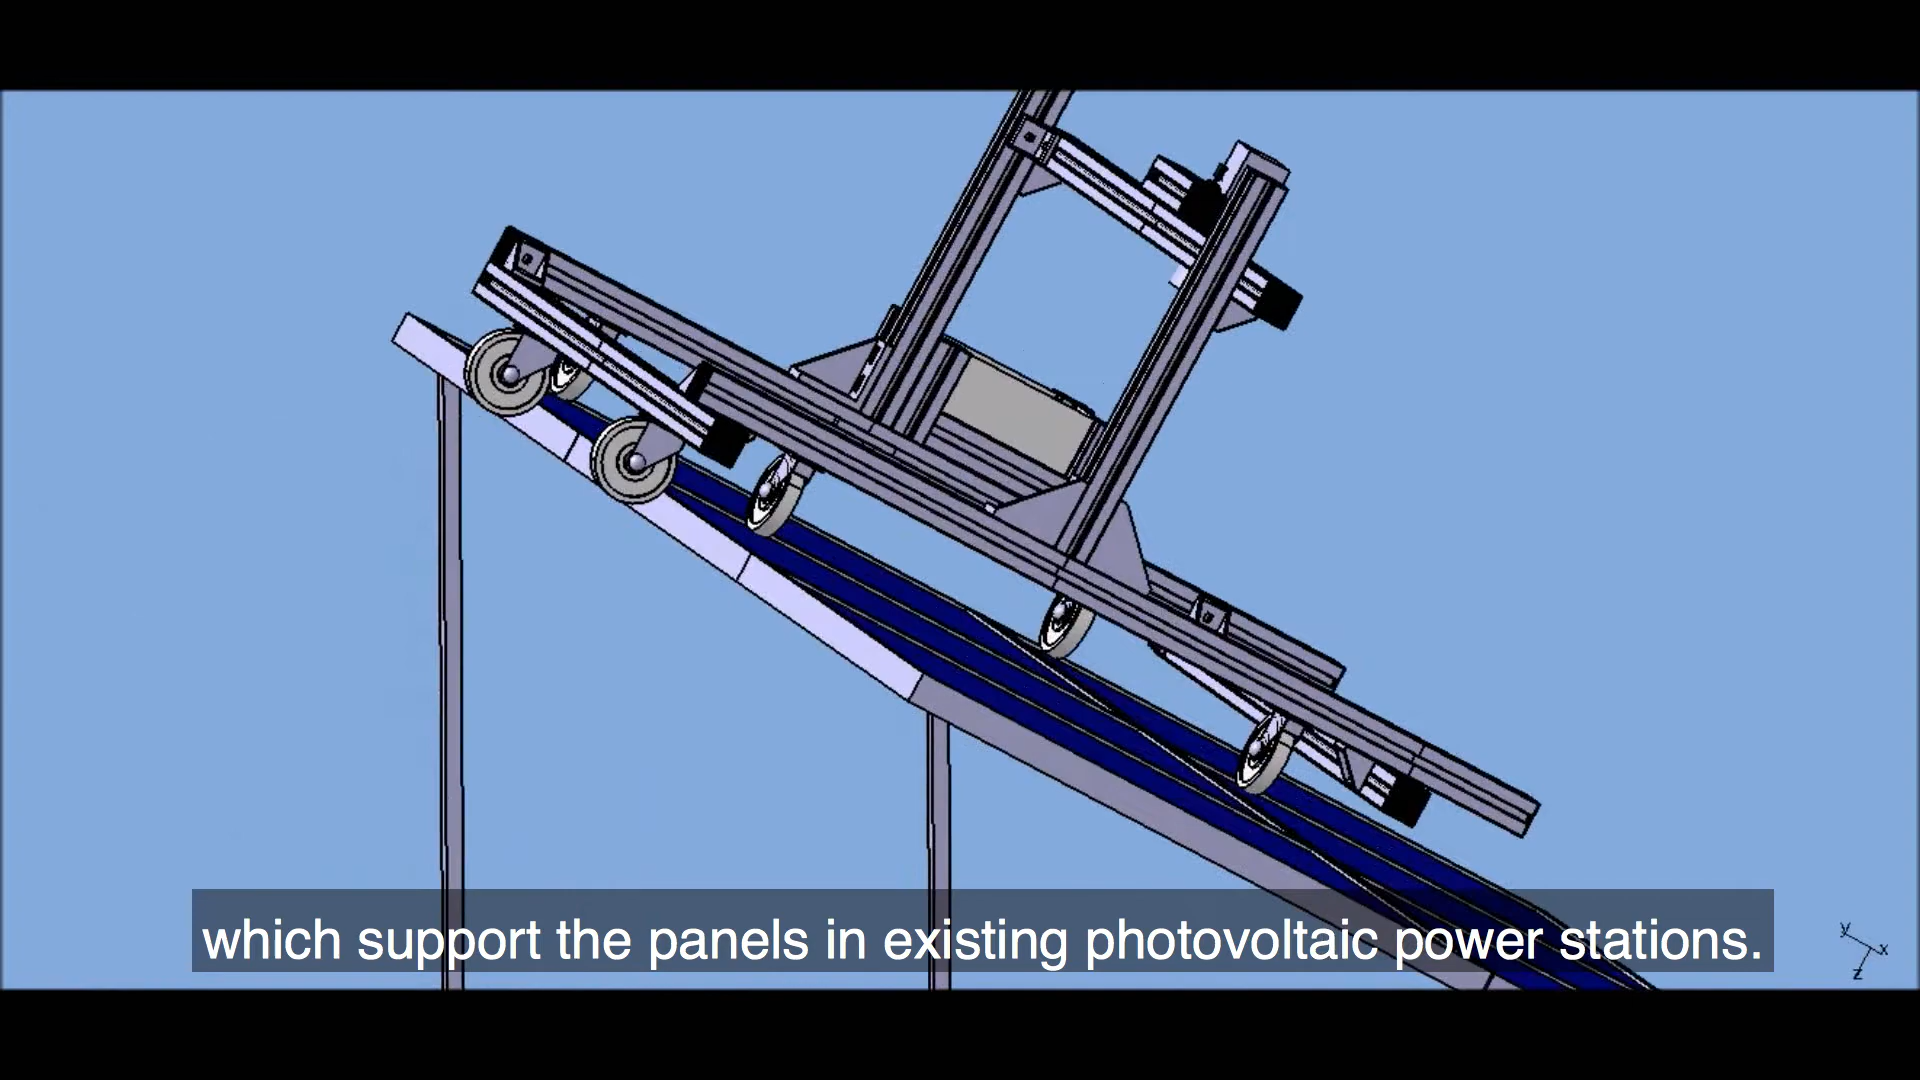 which support the panels in existing photovoltaic power stations.
y
x
z